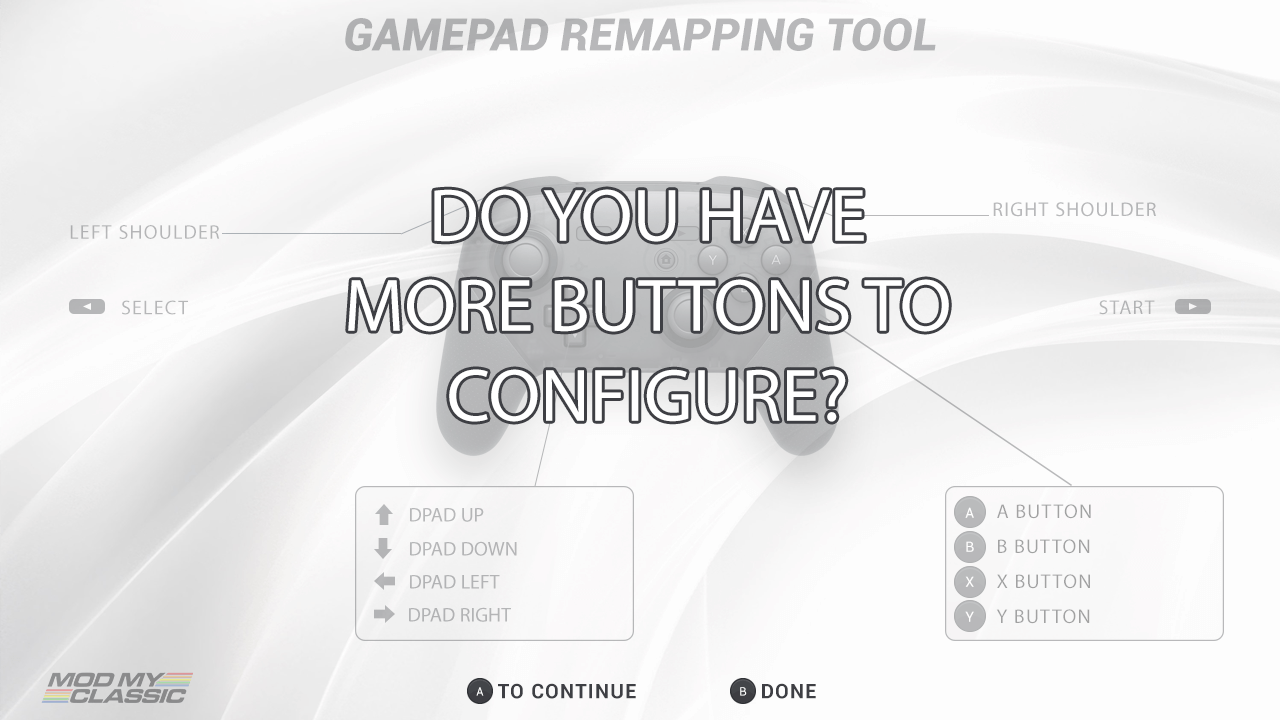 GAMEPAD REMAPPING TOOL
DO YOU HAVE
MORE BUTTONS TO
CONFIGURE?
LEFT SHOULDER
RIGHT SHOULDER
SELECT
START
Y
A
DPAD UP
DPAD DOWN
DPAD LEFT
DPAD RIGHT
A A BUTTON
B B BUTTON
X X BUTTON
Y Y BUTTON
MOD MY
CLASSIC
A TO CONTINUE
B DONE